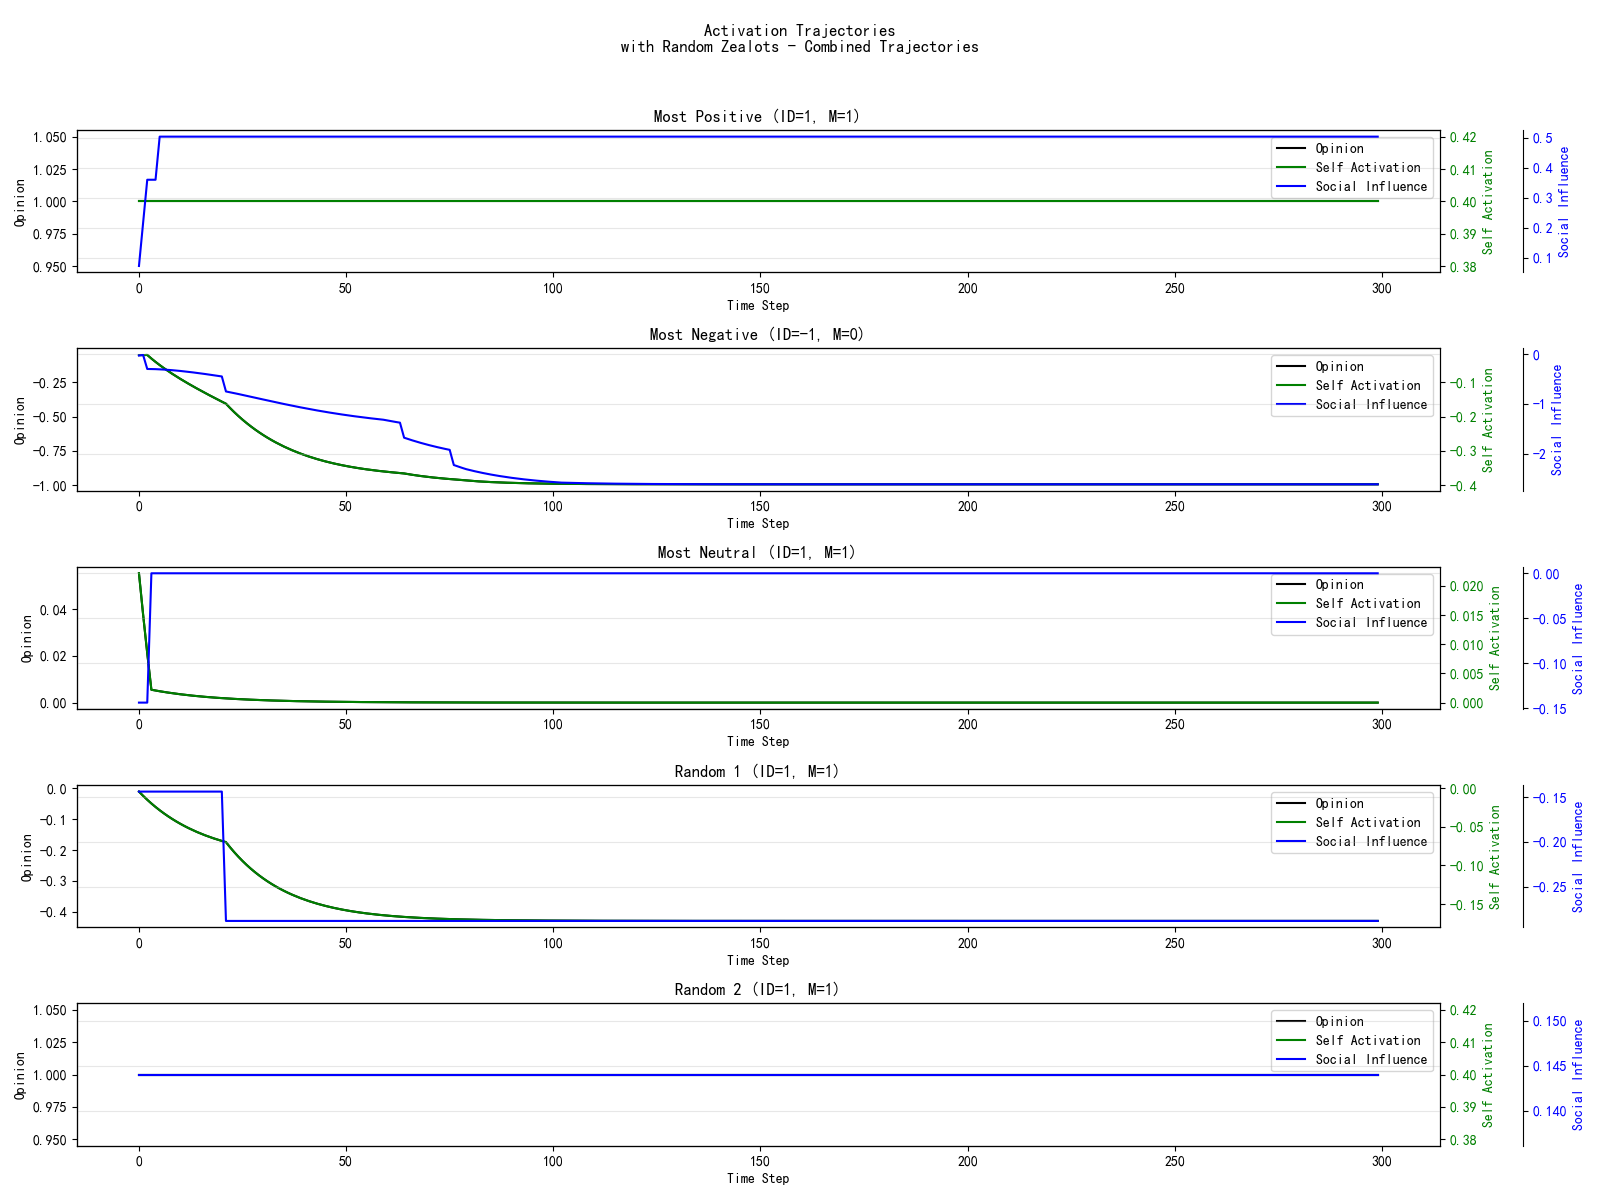 Activation Trajectories
with Random Zealots - Combined Trajectories
Most Positive (ID=1, M=1)
1.050
1.025
1.000
0.975
0.950
Opinion
0
50
100
150
200
250
300
Time Step
0.42
0.41
0.40
0.39
0.38
Self Activation
0.5
0.4
0.3
0.2
0.1
Social Influence
Opinion
Self Activation
Social Influence
Most Negative (ID=-1, M=0)
-0.25
-0.50
-0.75
-1.00
Opinion
0
50
100
150
200
250
300
Time Step
-0.1
-0.2
-0.3
-0.4
Self Activation
0
-1
-2
Social Influence
Opinion
Self Activation
Social Influence
Most Neutral (ID=1, M=1)
0.04
0.02
0.00
Opinion
0
50
100
150
200
250
300
Time Step
0.020
0.015
0.010
0.005
0.000
Self Activation
0.00
-0.05
-0.10
-0.15
Social Influence
Opinion
Self Activation
Social Influence
Random 1 (ID=1, M=1)
0.0
-0.1
-0.2
-0.3
-0.4
Opinion
0
50
100
150
200
250
300
Time Step
0.00
-0.05
-0.10
-0.15
Self Activation
-0.15
-0.20
-0.25
Social Influence
Opinion
Self Activation
Social Influence
Random 2 (ID=1, M=1)
1.050
1.025
1.000
0.975
0.950
Opinion
0
50
100
150
200
250
300
Time Step
0.42
0.41
0.40
0.39
0.38
Self Activation
0.150
0.145
0.140
Social Influence
Opinion
Self Activation
Social Influence